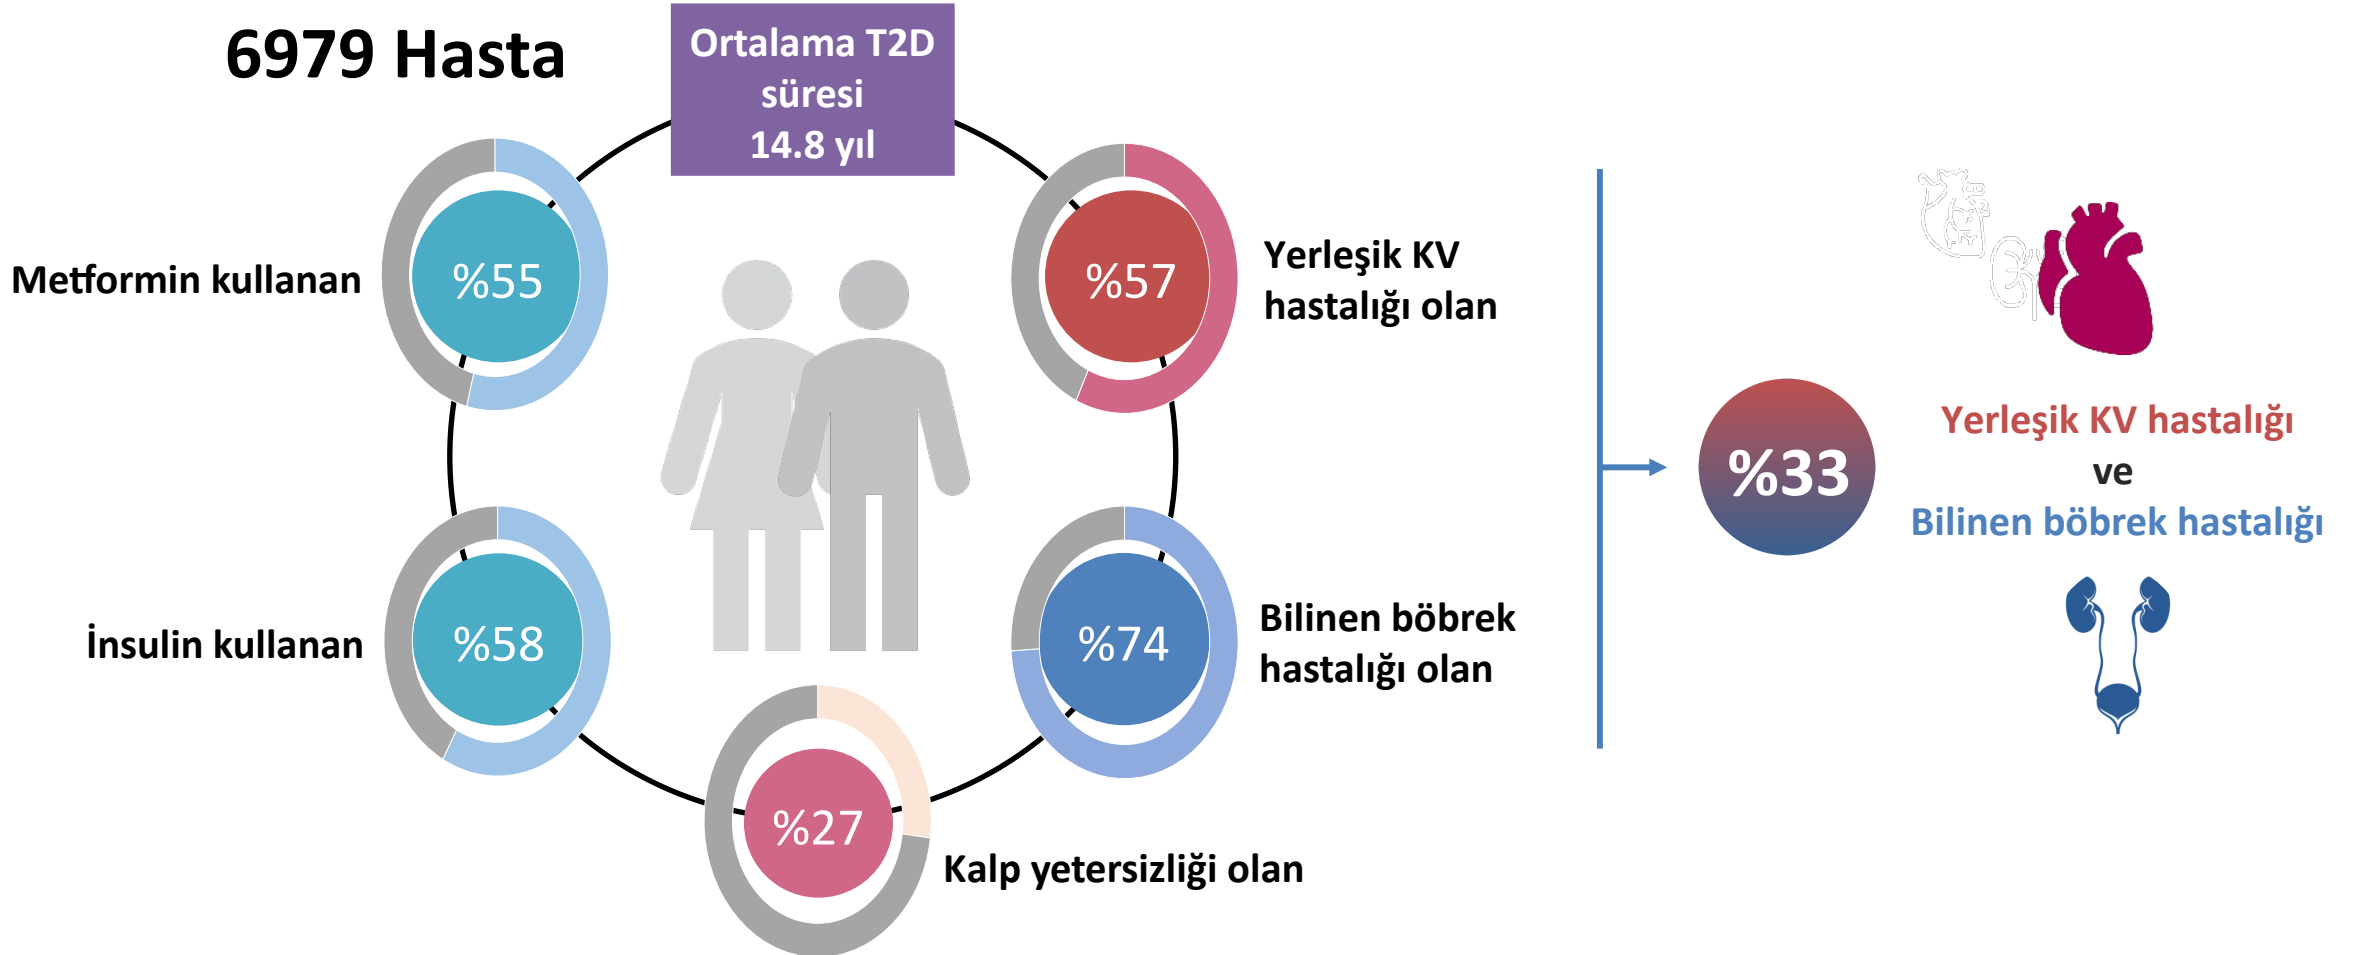 6979 Hasta
Ortalama T2D
süresi
14.8 yıl
Metformin kullanan
%55
%57
Yerleşik KV
hastalığı olan
İnsulin kullanan
%58
%74
Bilinen böbrek
hastalığı olan
%27
Kalp yetersizliği olan
%33
Yerleşik KV hastalığı
ve
Bilinen böbrek hastalığı